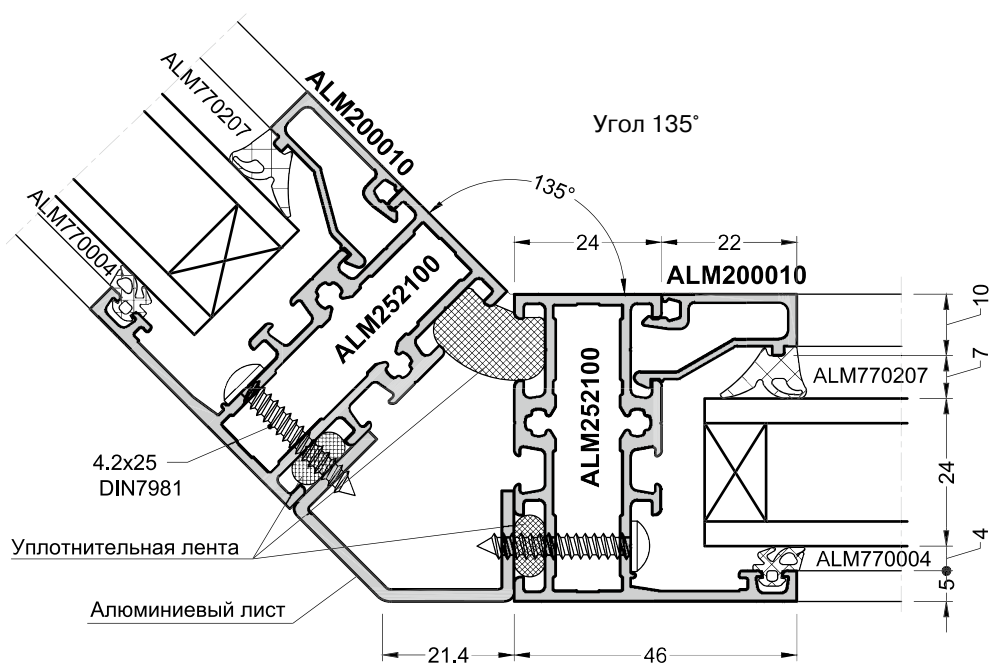 Угол 135°
ALM770207
ALM200010
135°
ALM770004
24
22
ALM200010
10
ALM252100
7
ALM770207
ALM252100
24
4.2x25
DIN7981
Уплотнительная лента
ALM770004
4
5
Алюминиевый лист
21.4
46